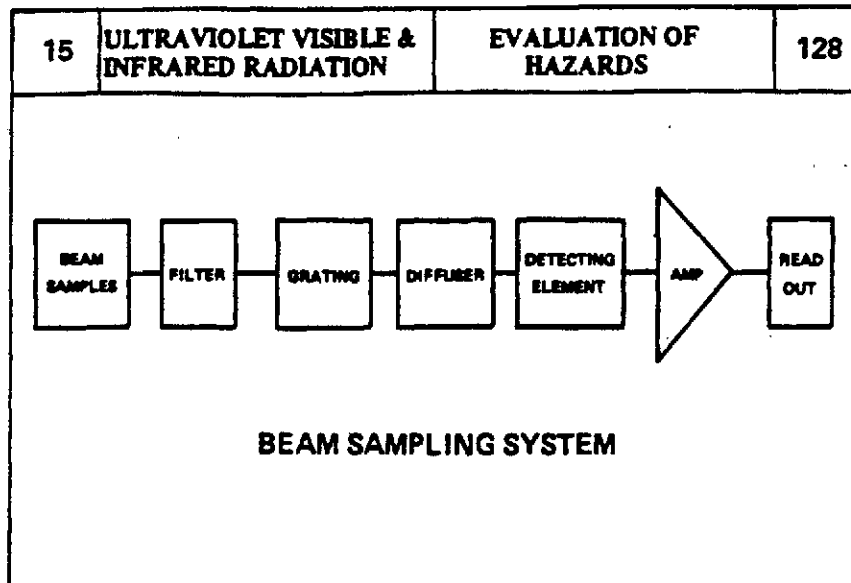 15
ULTRAVIOLET VISIBLE &
INFRARED RADIATION
EVALUATION OF
HAZARDS
128
BEAM
SAMPLES
FILTER
GRATING
DIFFUSER
DETECTING
ELEMENT
AMP
READ
OUT
BEAM SAMPLING SYSTEM